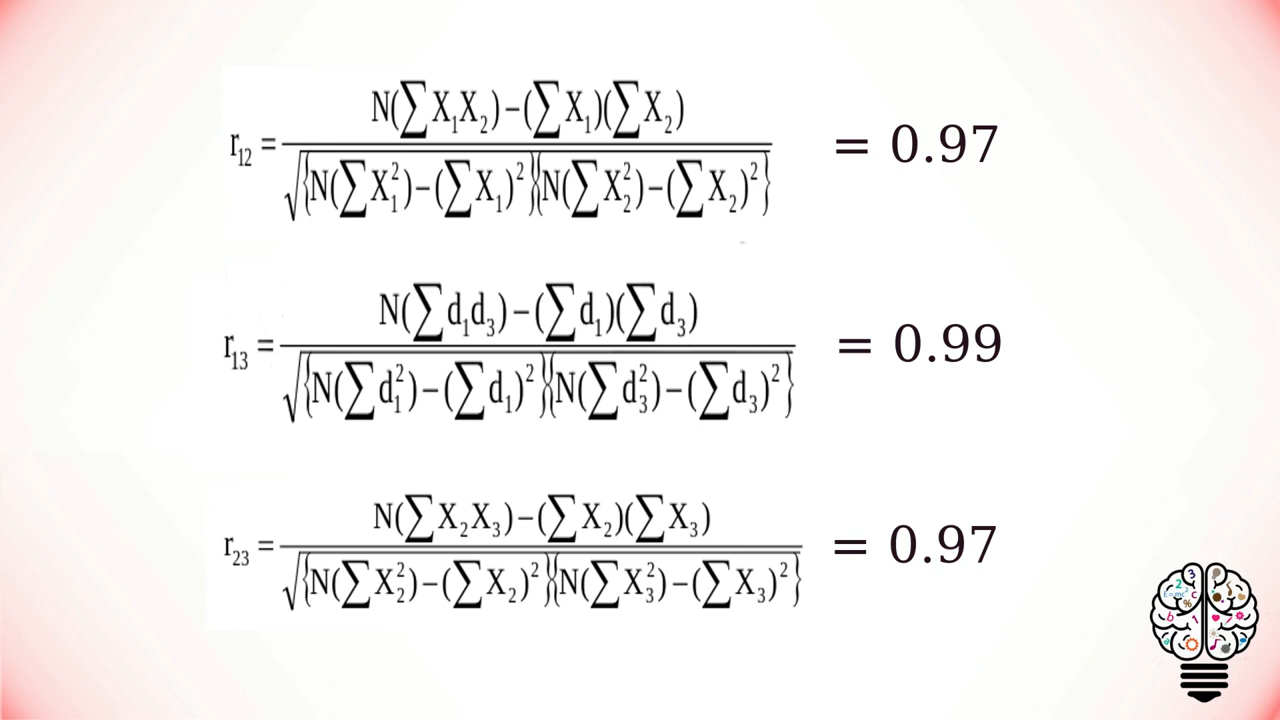 r₁₂ = N(∑X₁X₂)−(∑X₁)(∑X₂) / √{N(∑X₁²)−(∑X₁)²}{N(∑X₂²)−(∑X₂)²} = 0.97
r₁₃ = N(∑d₁d₃)−(∑d₁)(∑d₃) / √{N(∑d₁²)−(∑d₁)²}{N(∑d₃²)−(∑d₃)²} = 0.99
r₂₃ = N(∑X₂X₃)−(∑X₂)(∑X₃) / √{N(∑X₂²)−(∑X₂)²}{N(∑X₃²)−(∑X₃)²} = 0.97